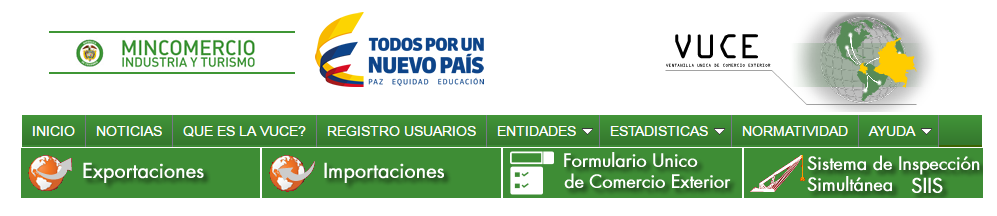 MINCOMERCIO
INDUSTRIA Y TURISMO
TODOS POR UN
NUEVO PAÍS
PAZ EQUIDAD EDUCACIÓN
VUCE
VENTANILLA UNICA DE COMERCIO EXTERIOR
INICIO NOTICIAS QUE ES LA VUCE? REGISTRO USUARIOS ENTIDADES ESTADISTICAS NORMATIVIDAD AYUDA
Exportaciones
Importaciones
Formulario Unico
de Comercio Exterior
Sistema de Inspección
Simultánea SIIS